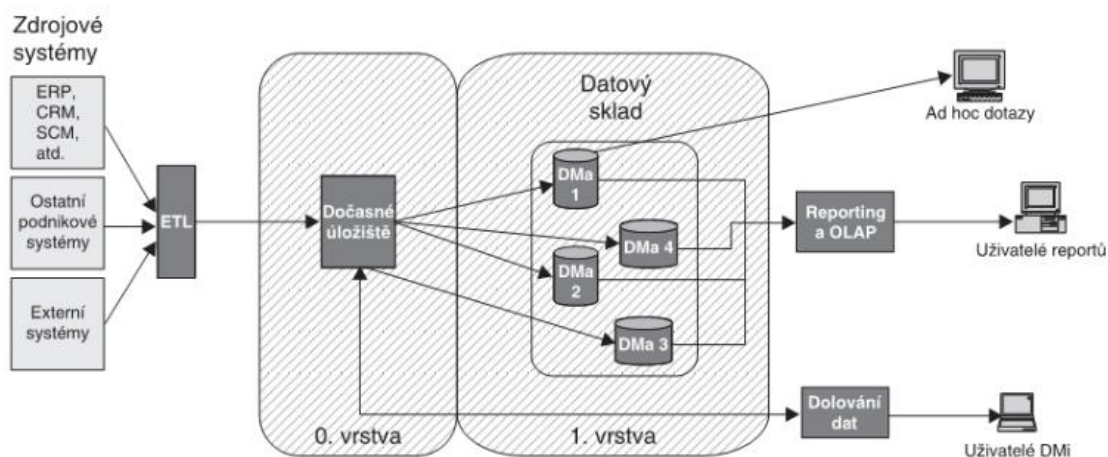 Zdrojové
systémy
ERP,
CRM,
SCM,
atd.
Ostatní
podnikové
systémy
Externí
systémy
ETL
Dočasné
úložiště
0. vrstva
Datový
sklad
DMa
1
DMa 4
DMa
2
DMa 3
1. vrstva
Ad hoc dotazy
Reporting
a OLAP
Uživatelé reportů
Dolování
dat
Uživatelé DMi